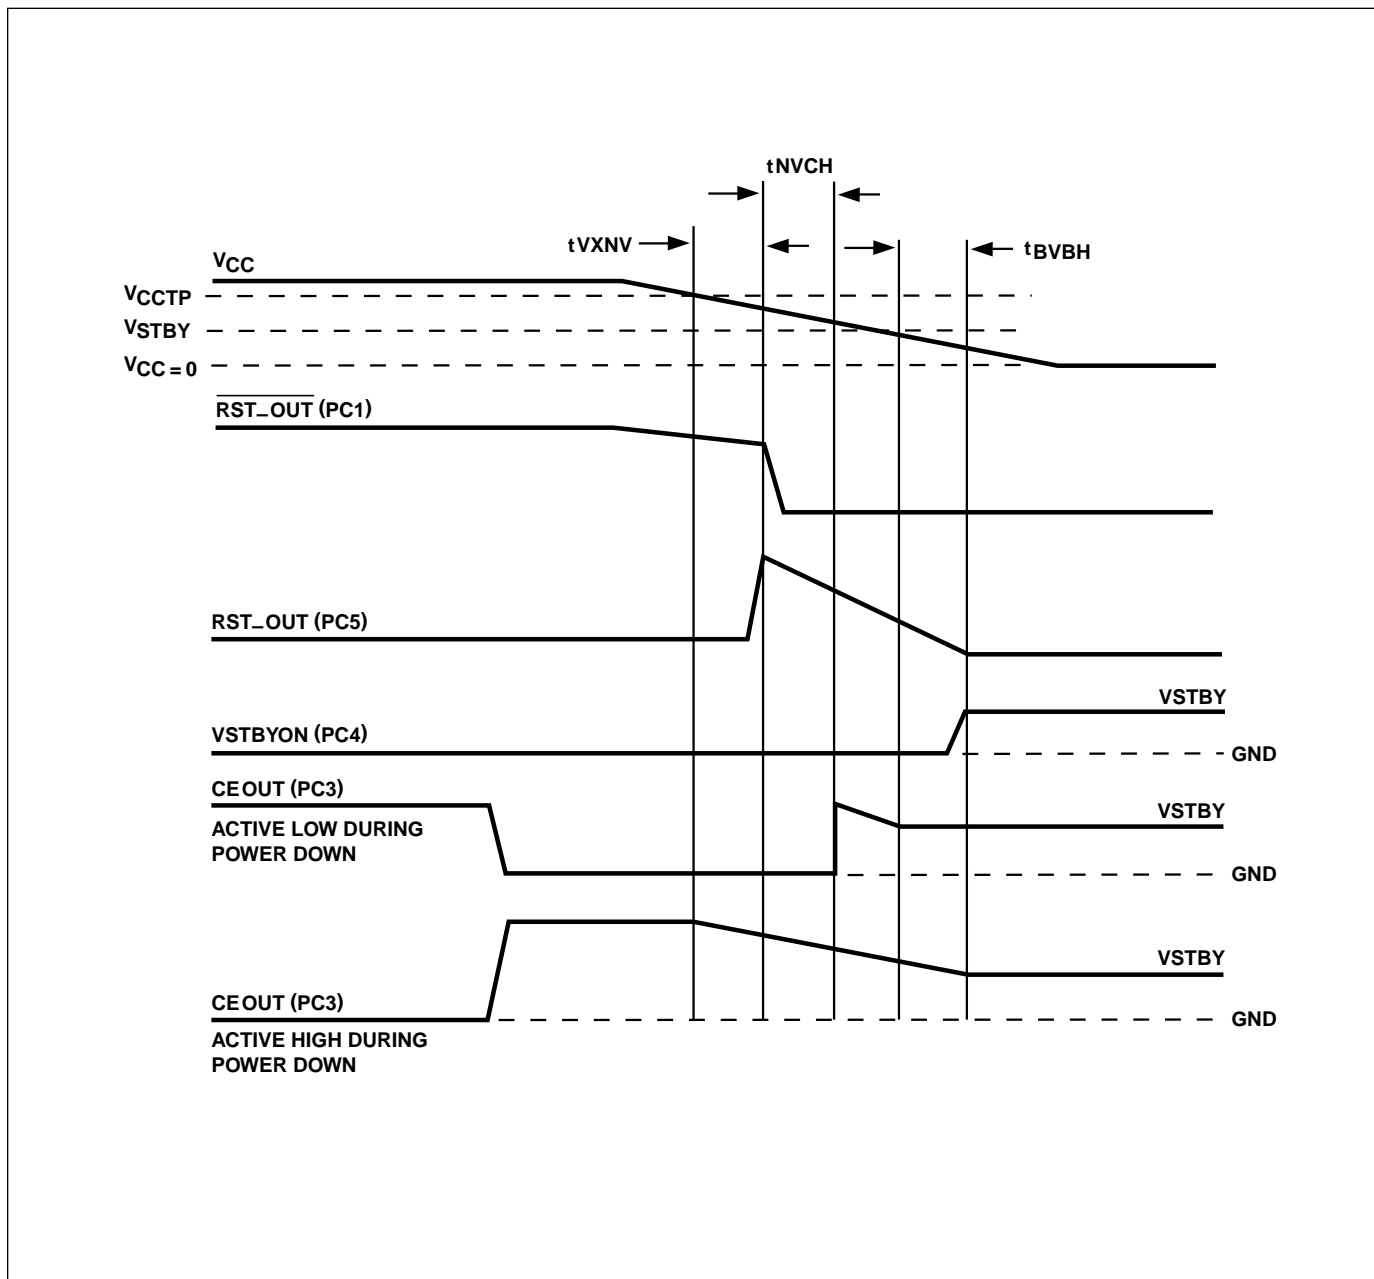 tNVCH
tVXNV
tBVBH
VCC
VCCTP
VSTBY
VCC = 0
RST_OUT (PC1)
RST_OUT (PC5)
VSTBY
VSTBYON (PC4)
GND
CEOUT (PC3)
VSTBY
ACTIVE LOW DURING
POWER DOWN
GND
VSTBY
CEOUT (PC3)
GND
ACTIVE HIGH DURING
POWER DOWN